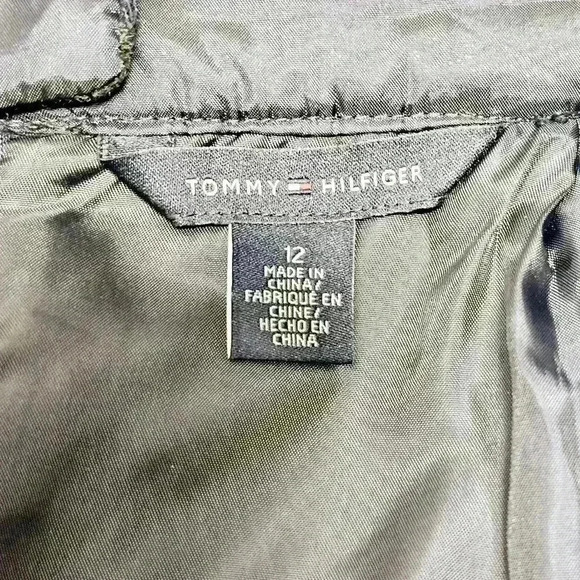 TOMMY HILFIGER
12
MADE IN
CHINA/
FABRIQUÉ EN
CHINE/
HECHO EN
CHINA